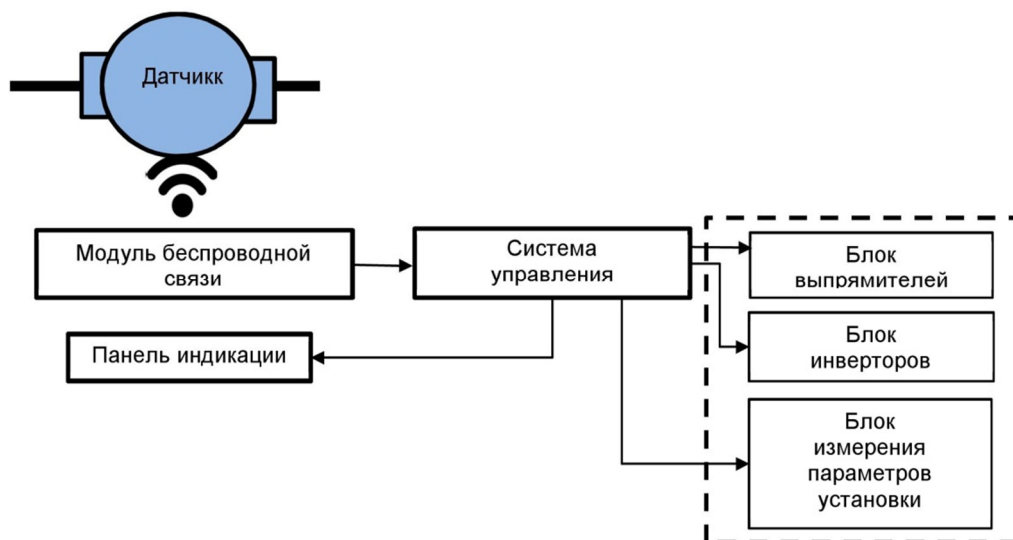 Датчикк
Модуль беспроводной
связи
Система
управления
Блок
выпрямителей
Панель индикации
Блок
инверторов
Блок
измерения
параметров
установки